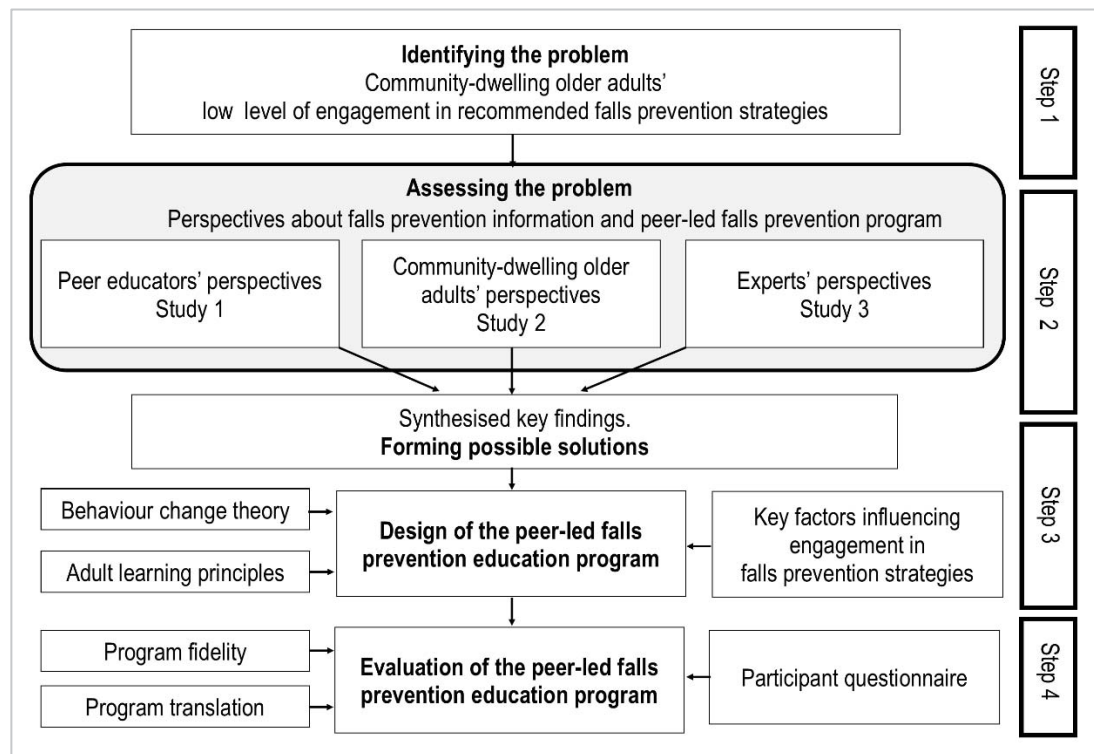 Identifying the problem
Community-dwelling older adults'
low level of engagement in recommended falls prevention strategies
Step 1
Assessing the problem
Perspectives about falls prevention information and peer-led falls prevention program
Peer educators' perspectives
Study 1
Community-dwelling older
adults' perspectives
Study 2
Experts' perspectives
Study 3
Step 2
Synthesised key findings.
Forming possible solutions
Behaviour change theory
Adult learning principles
Design of the peer-led falls
prevention education program
Key factors influencing
engagement in
falls prevention strategies
Step 3
Program fidelity
Program translation
Evaluation of the peer-led falls
prevention education program
Participant questionnaire
Step 4